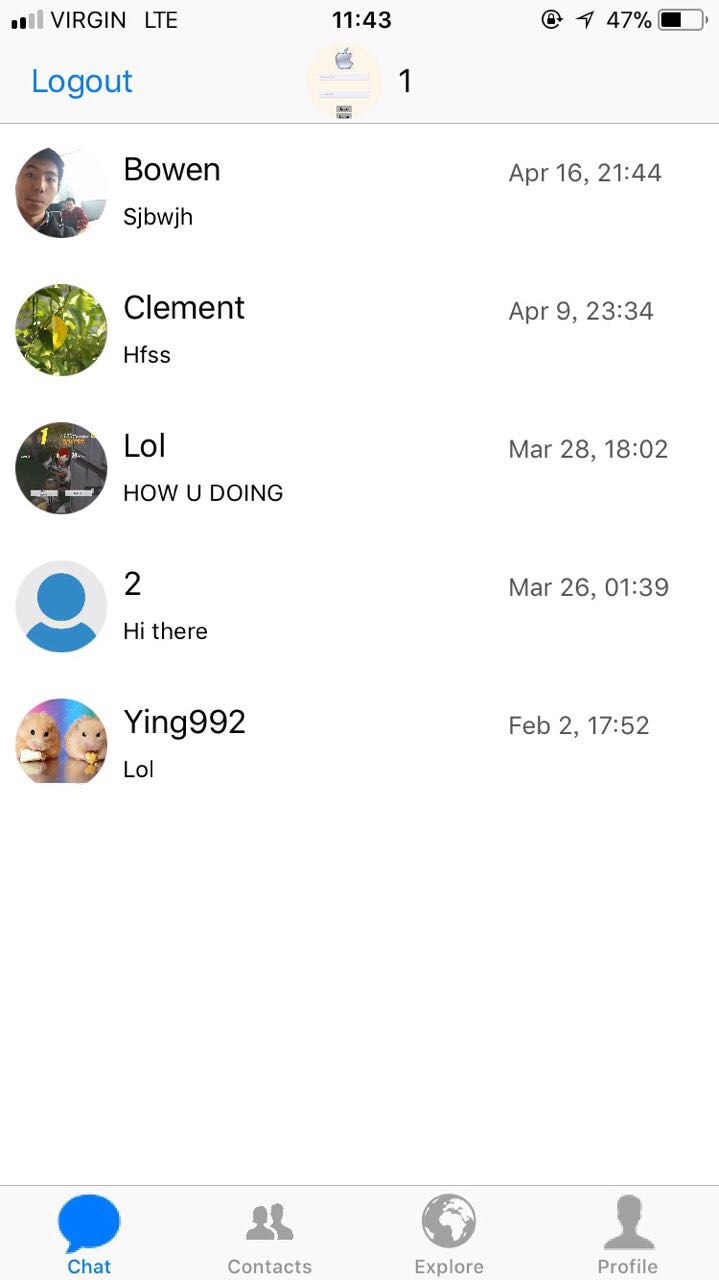 VIRGIN LTE 11:43 47%
Logout 1
Bowen Apr 16, 21:44
Sjbwjh
Clement Apr 9, 23:34
Hfss
Lol Mar 28, 18:02
HOW U DOING
2 Mar 26, 01:39
Hi there
Ying992 Feb 2, 17:52
Lol
Chat Contacts Explore Profile